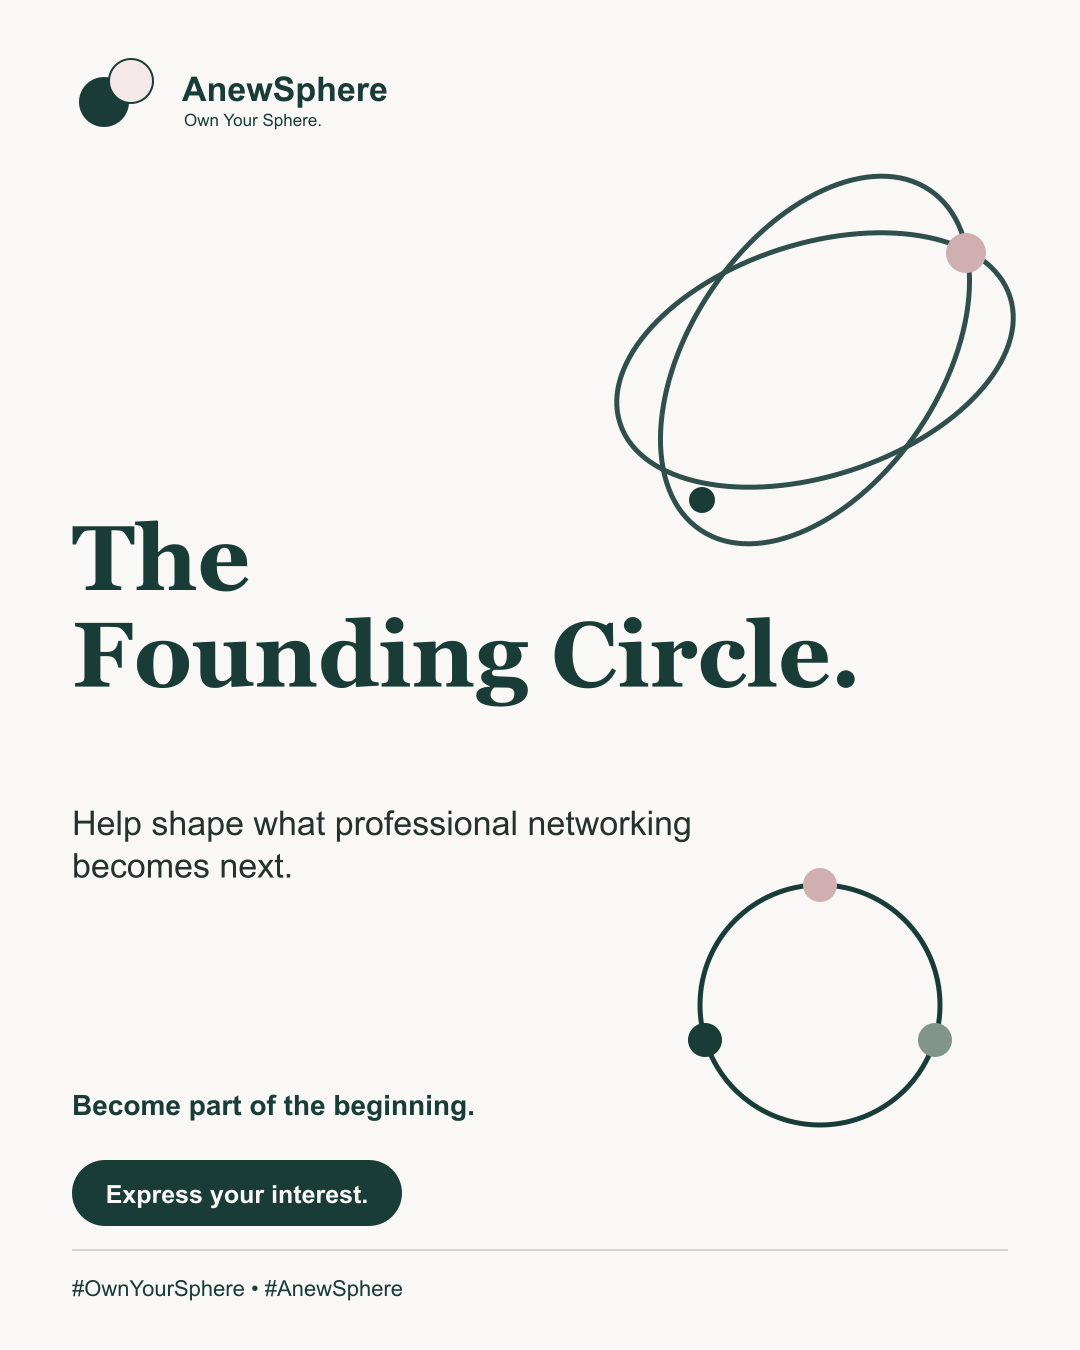 AnewSphere
Own Your Sphere.
The
Founding Circle.
Help shape what professional networking
becomes next.
Become part of the beginning.
Express your interest.
#OwnYourSphere • #AnewSphere